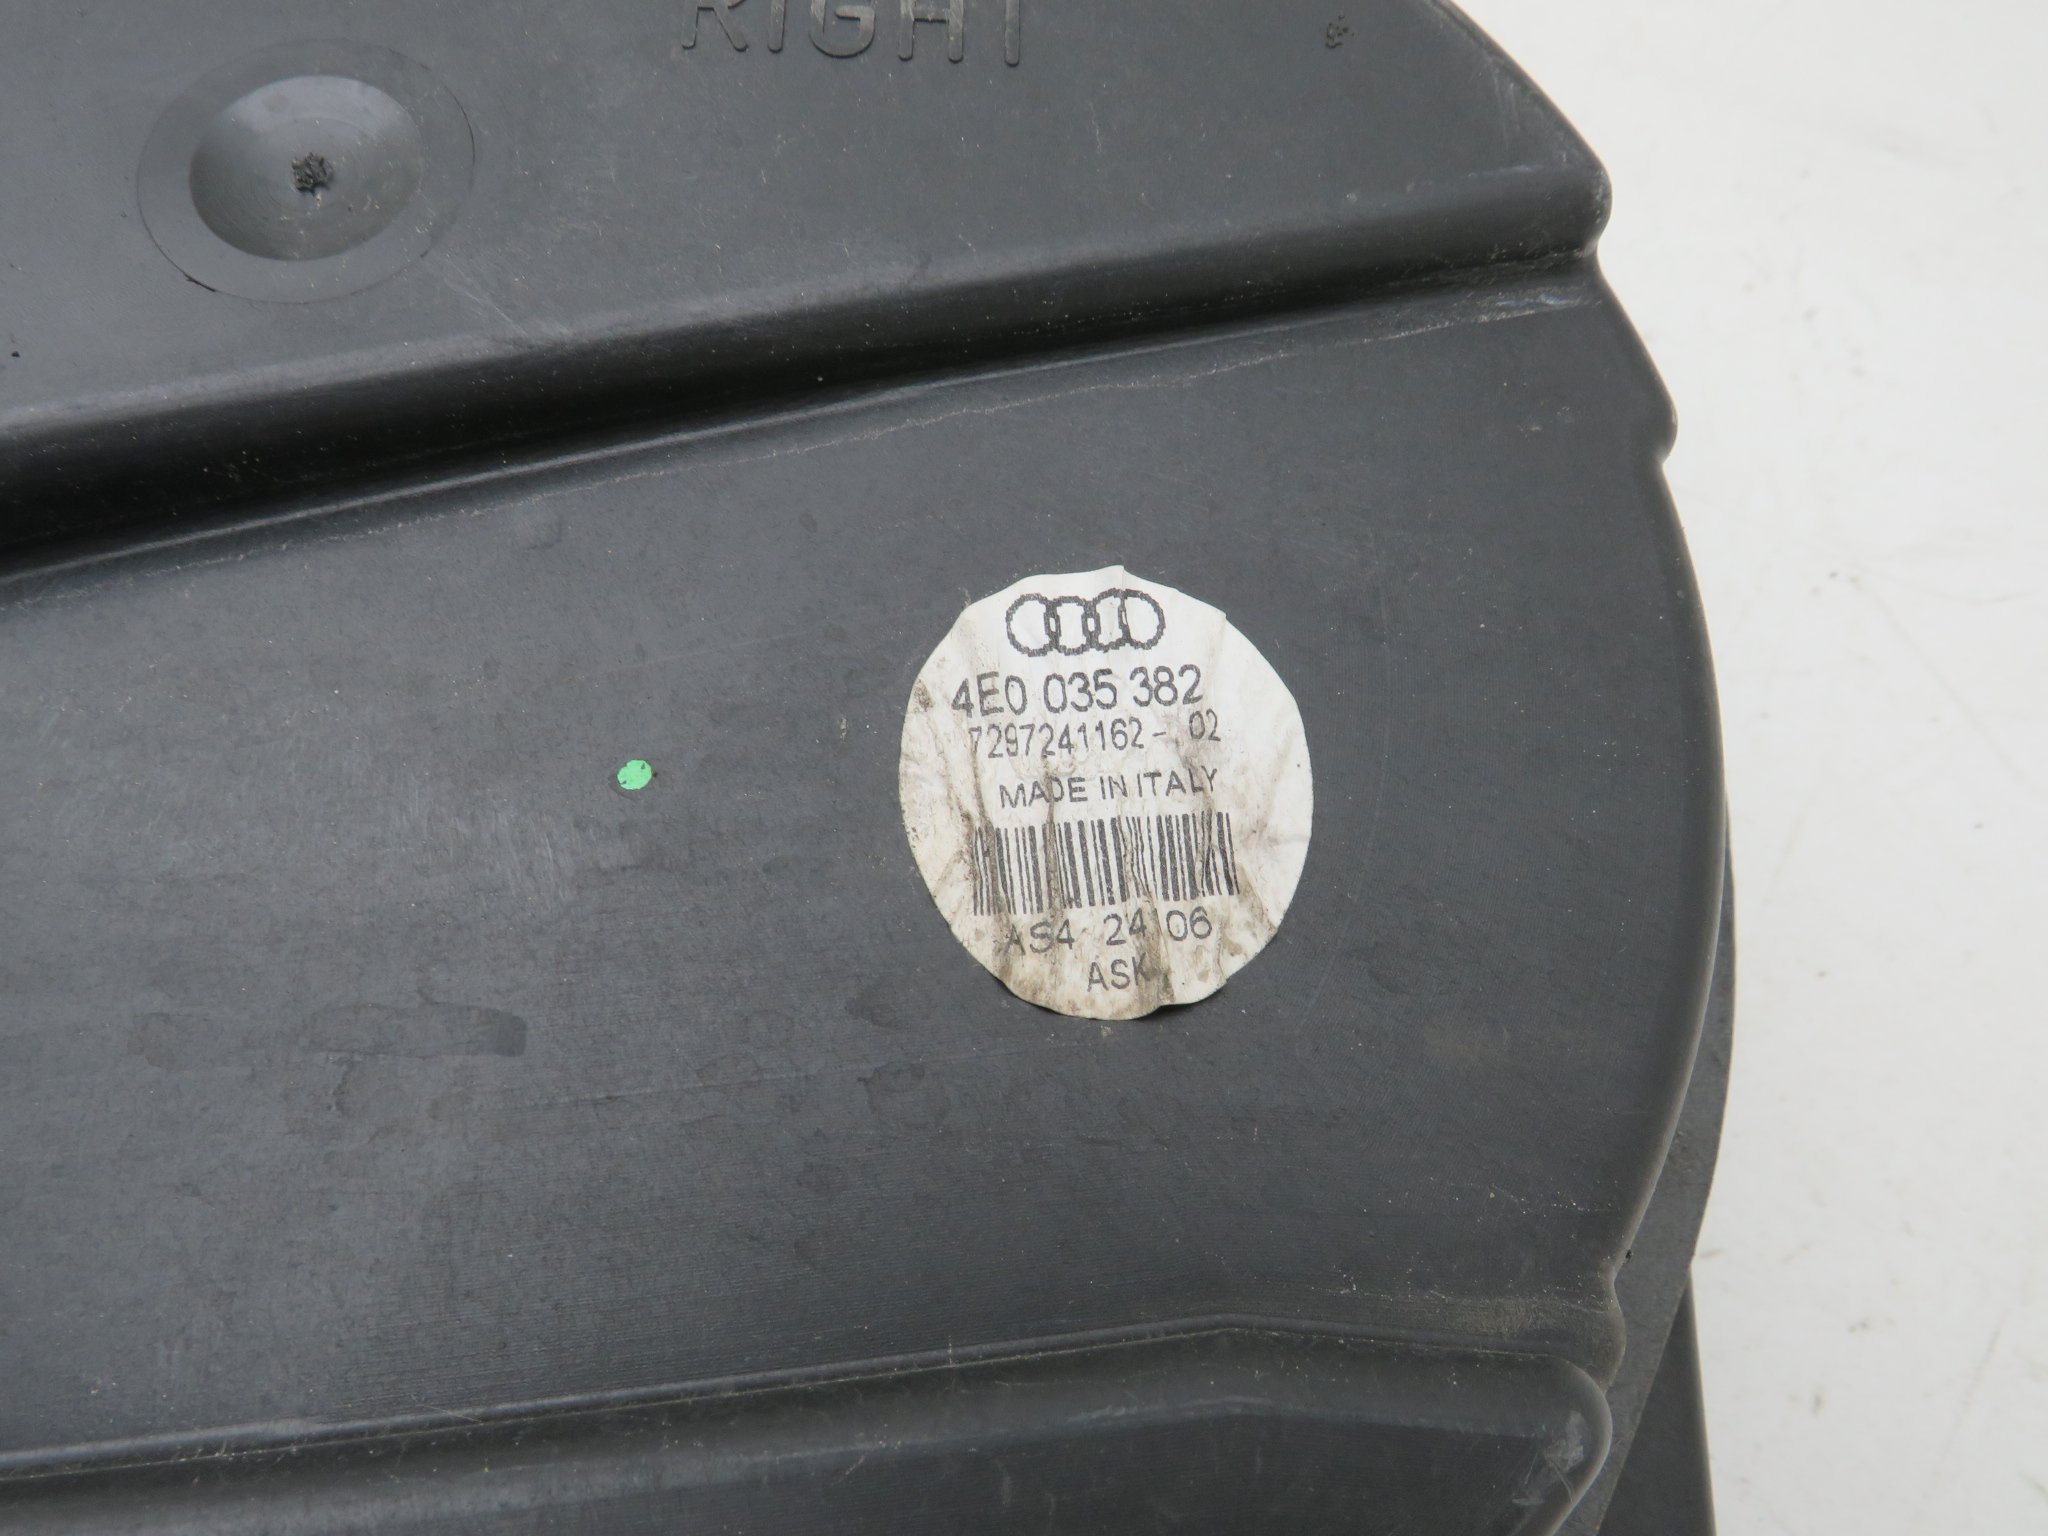 RIGHT
4E0 035 382
7297241162- 02
MADE IN ITALY
AS4 24 06
ASK